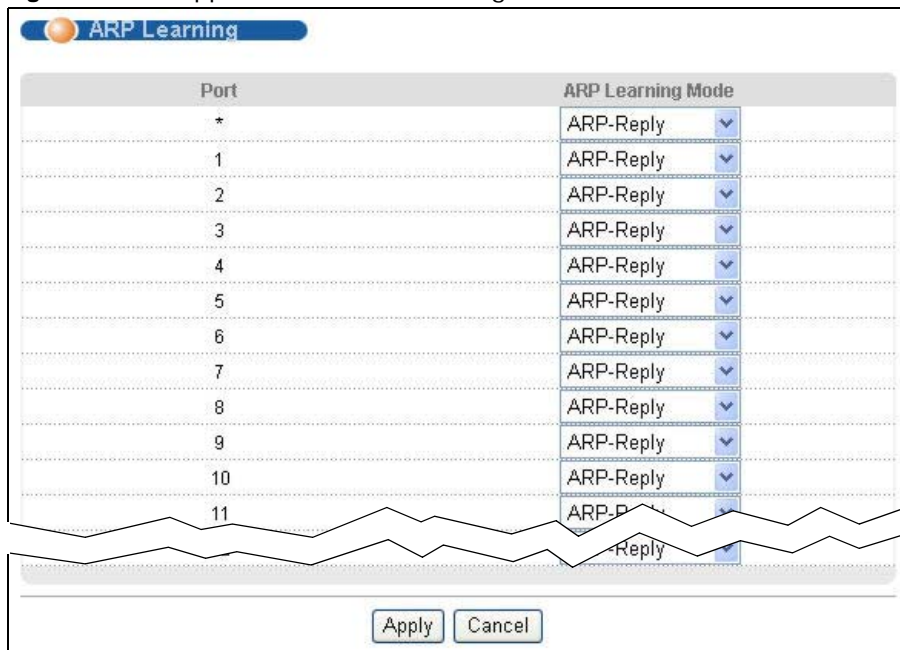 ARP Learning
Port ARP Learning Mode
* ARP-Reply
1 ARP-Reply
2 ARP-Reply
3 ARP-Reply
4 ARP-Reply
5 ARP-Reply
6 ARP-Reply
7 ARP-Reply
8 ARP-Reply
9 ARP-Reply
10 ARP-Reply
11
-Reply
Apply Cancel